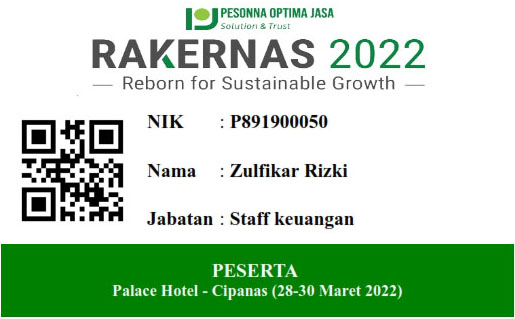 PESONNA OPTIMA JASA
Solution & Trust
RAKERNAS 2022
Reborn for Sustainable Growth
NIK : P891900050
Nama : Zulfikar Rizki
Jabatan : Staff keuangan
PESERTA
Palace Hotel - Cipanas (28-30 Maret 2022)